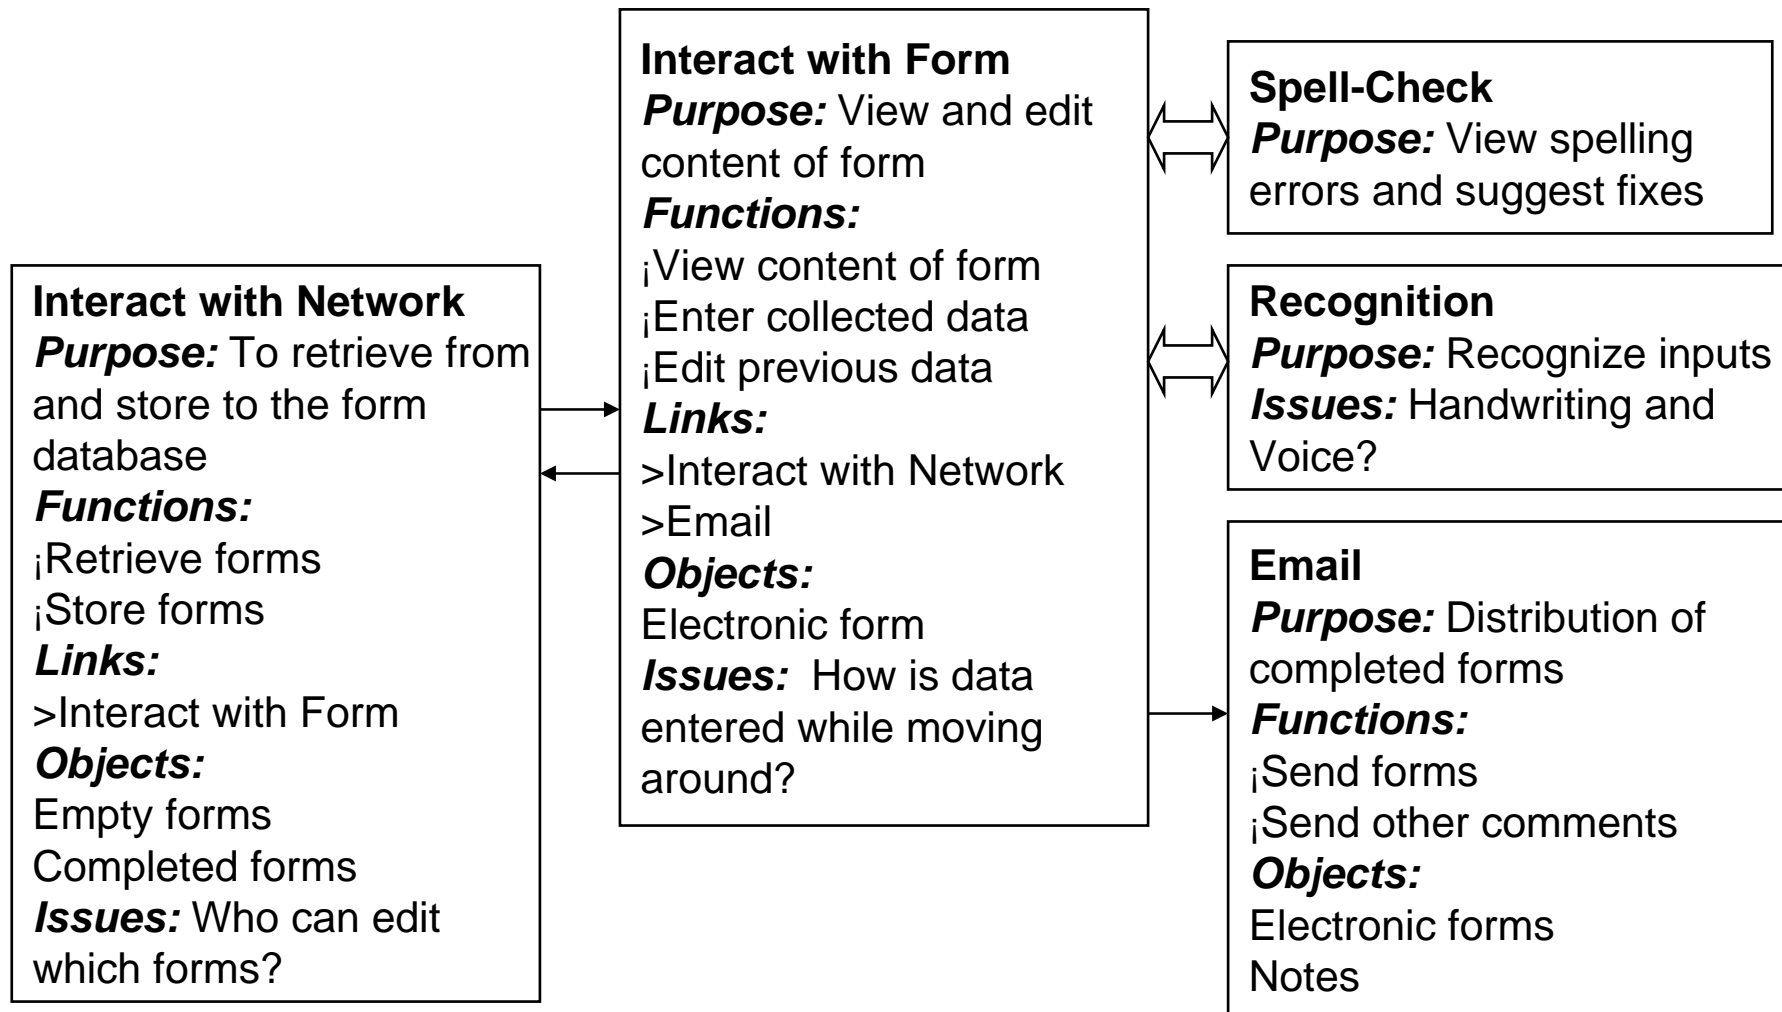 Interact with Network
Purpose: To retrieve from
and store to the form
database
Functions:
¡Retrieve forms
¡Store forms
Links:
>Interact with Form
Objects:
Empty forms
Completed forms
Issues: Who can edit
which forms?
Interact with Form
Purpose: View and edit
content of form
Functions:
¡View content of form
¡Enter collected data
¡Edit previous data
Links:
>Interact with Network
>Email
Objects:
Electronic form
Issues: How is data
entered while moving
around?
Spell-Check
Purpose: View spelling
errors and suggest fixes
Recognition
Purpose: Recognize inputs
Issues: Handwriting and
Voice?
Email
Purpose: Distribution of
completed forms
Functions:
¡Send forms
¡Send other comments
Objects:
Electronic forms
Notes